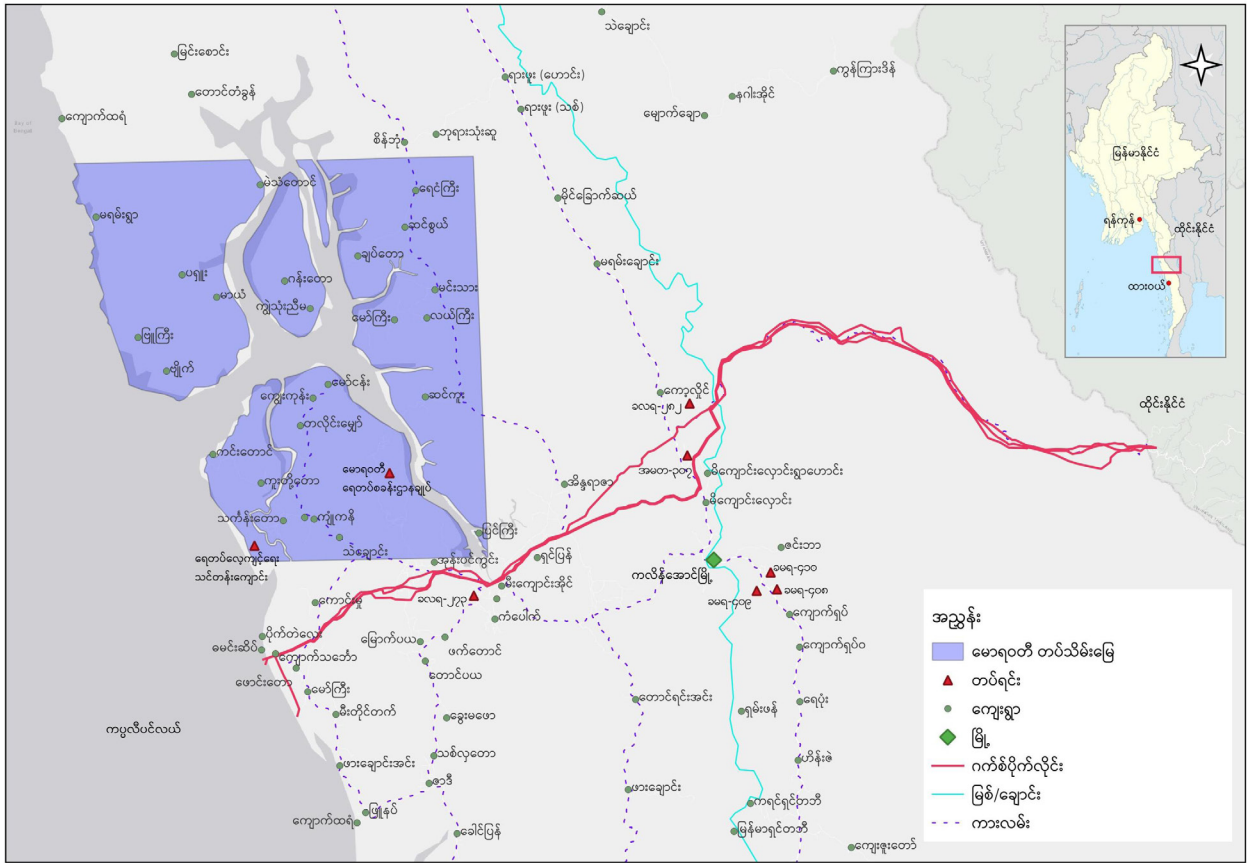 သဲချောင်း
မြင်းစောင်း
ရားဖူး (ဟောင်း)
ကွန်ကြားဒိန်
တောင်တံခွန်
နဂါးအိုင်
ရားဖူး (သစ်)
မျောက်ချော
ကျောက်ထရံ
Bay of
Bengal
ဘုရားသုံးဆူ
စိန်ဘုံ
မဲသံတောင်
ရေငံကြီး
မိုင်ခြောက်ဆယ်
မရမ်းရွာ
ဆင်စွယ်
ချပ်တော
မရမ်းချောင်း
ပရှူး
ဂန်းတော
မင်းသား
မာယံ
ကျွဲသုံးညီမ
မော်ကြီး
လယ်ကြီး
ဗြူကြီး
ဗျိုက်
မော်ငန်း
ကျွေးကုန်း
ဆင်ကူး
ကော့လှိုင်
ခလရ-၂၈၂
တလိုင်းမျှော်
ကင်းတောင်
မောရဝတီ
ရေတပ်စခန်းဌာနချုပ်
အမတ-၃၀၇
မိကျောင်းလှောင်းရွာဟောင်း
ကူးတို့တော
အိန္ဒရာဇာ
မိကျောင်းလှောင်း
သင်္ကန်းတော
ကျုံကနိ
ပြင်ကြီး
သဲချောင်း
ရေတပ်လေ့ကျင့်ရေး
သင်တန်းကျောင်း
အုန်းပင်ကွင်း
ရှင်ပြန်
ဇင်းဘာ
ကလိန်အောင်မြို့
ခမရ-၄၁၀
ခမရ-၄၀၈
ခမရ-၄၀၉
မိကျောင်းအိုင်
ခလရ-၂၇၃
ကောင်းမှု
ကံပေါက်
ကျောက်ရှပ်
ပိုက်တဲလေး
ဓမင်းဆိပ်
မြောက်ပယ
ဖက်တောင်
ကျောက်ရှပ်ဝ
ကျောက်သင်္ဘော
တောင်ပယ
ဖောင်းတော
မော်ကြီး
မီးတိုင်တက်
ခွေးမဖော
တောင်ရင်းအင်း
ရှမ်းဖန်
ရေပုံး
ကပ္ပလီပင်လယ်
သစ်လှတော
ဖားချောင်းအင်း
ဟိန်းဇဲ
ဇာဒီ
ဖားချောင်း
ဖြူနပ်
ကျောက်ထရံ
ခေါင်ပြန်
ကရင်ရှင်ဘာဘိ
မြန်မာရှင်တာဘိ
ကျေးဇူးတော်
မြန်မာနိုင်ငံ
ရန်ကုန်
ထိုင်းနိုင်ငံ
ထားဝယ်
ထိုင်းနိုင်ငံ
အညွှန်း
မောရဝတီ တပ်သိမ်းမြေ
တပ်ရင်း
ကျေးရွာ
မြို့
ဂက်စ်ပိုက်လိုင်း
မြစ်/ချောင်း
ကားလမ်း